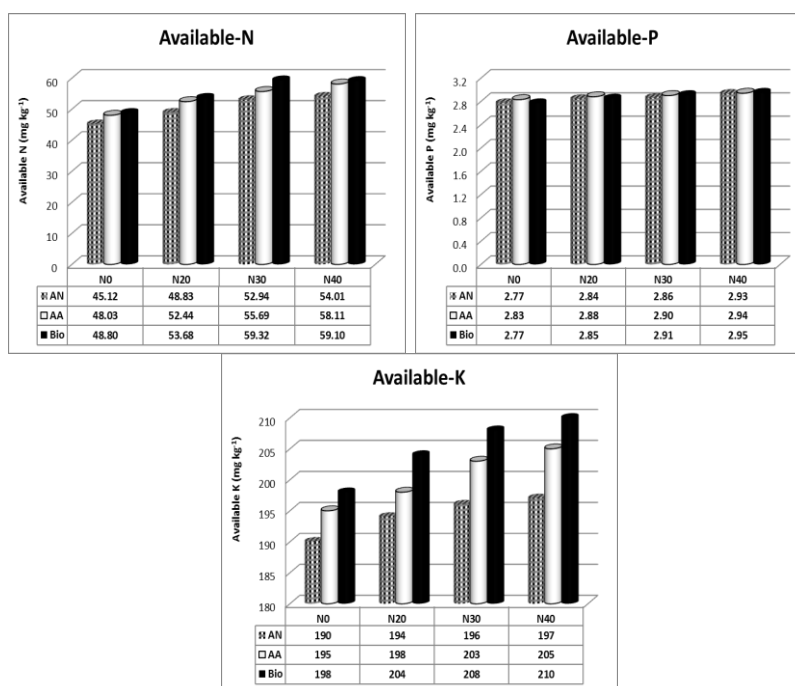 Available-N
Available N (mg kg⁻¹)
60
50
40
30
20
10
0
N0 N20 N30 N40
AN 45.12 48.83 52.94 54.01
AA 48.03 52.44 55.69 58.11
Bio 48.80 53.68 59.32 59.10
Available-P
Available P (mg kg⁻¹)
3.2
2.8
2.4
2.0
1.6
1.2
0.8
0.4
0.0
N0 N20 N30 N40
AN 2.77 2.84 2.86 2.93
AA 2.83 2.88 2.90 2.94
Bio 2.77 2.85 2.91 2.95
Available-K
Available K (mg kg⁻¹)
210
205
200
195
190
185
180
N0 N20 N30 N40
AN 190 194 196 197
AA 195 198 203 205
Bio 198 204 208 210